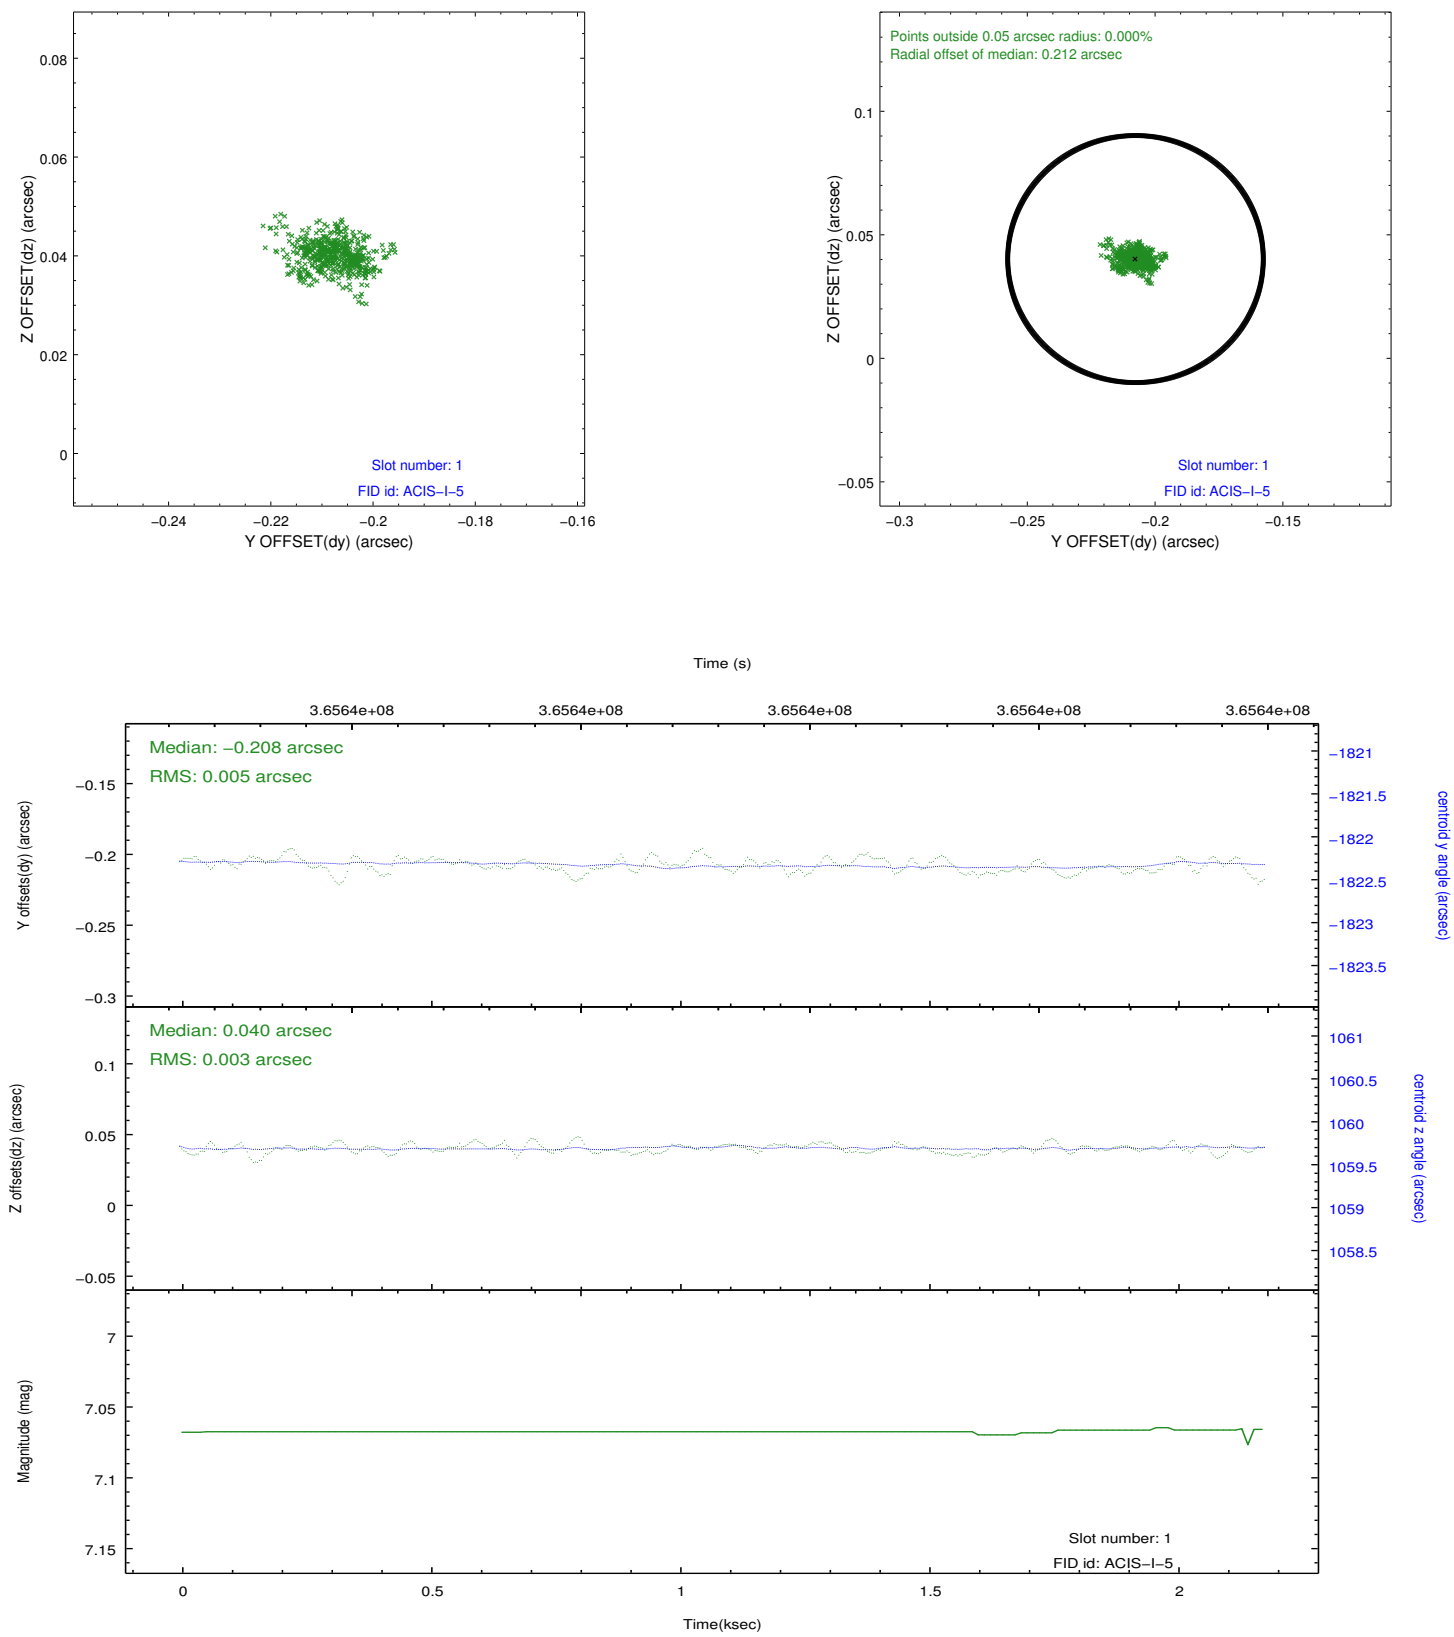 0.08
0.06
0.04
0.02
0
Z OFFSET(dz) (arcsec)
Slot number: 1
FID id: ACIS−I−5
−0.24
−0.22
−0.2
−0.18
−0.16
Y OFFSET(dy) (arcsec)
Points outside 0.05 arcsec radius: 0.000%
Radial offset of median: 0.212 arcsec
0.1
0.05
0
−0.05
Z OFFSET(dz) (arcsec)
Slot number: 1
FID id: ACIS−I−5
−0.3
−0.25
−0.2
−0.15
Y OFFSET(dy) (arcsec)
Time (s)
3.6564e+08
3.6564e+08
3.6564e+08
3.6564e+08
3.6564e+08
Median: −0.208 arcsec
RMS: 0.005 arcsec
−0.15
−0.2
−0.25
−0.3
Y offsets(dy) (arcsec)
−1821
−1821.5
−1822
−1822.5
−1823
−1823.5
centroid y angle (arcsec)
Median: 0.040 arcsec
RMS: 0.003 arcsec
0.1
0.05
0
−0.05
Z offsets(dz) (arcsec)
1061
1060.5
1060
1059.5
1059
1058.5
centroid z angle (arcsec)
7
7.05
7.1
7.15
Magnitude (mag)
Slot number: 1
FID id: ACIS−I−5
0
0.5
1
1.5
2
Time(ksec)